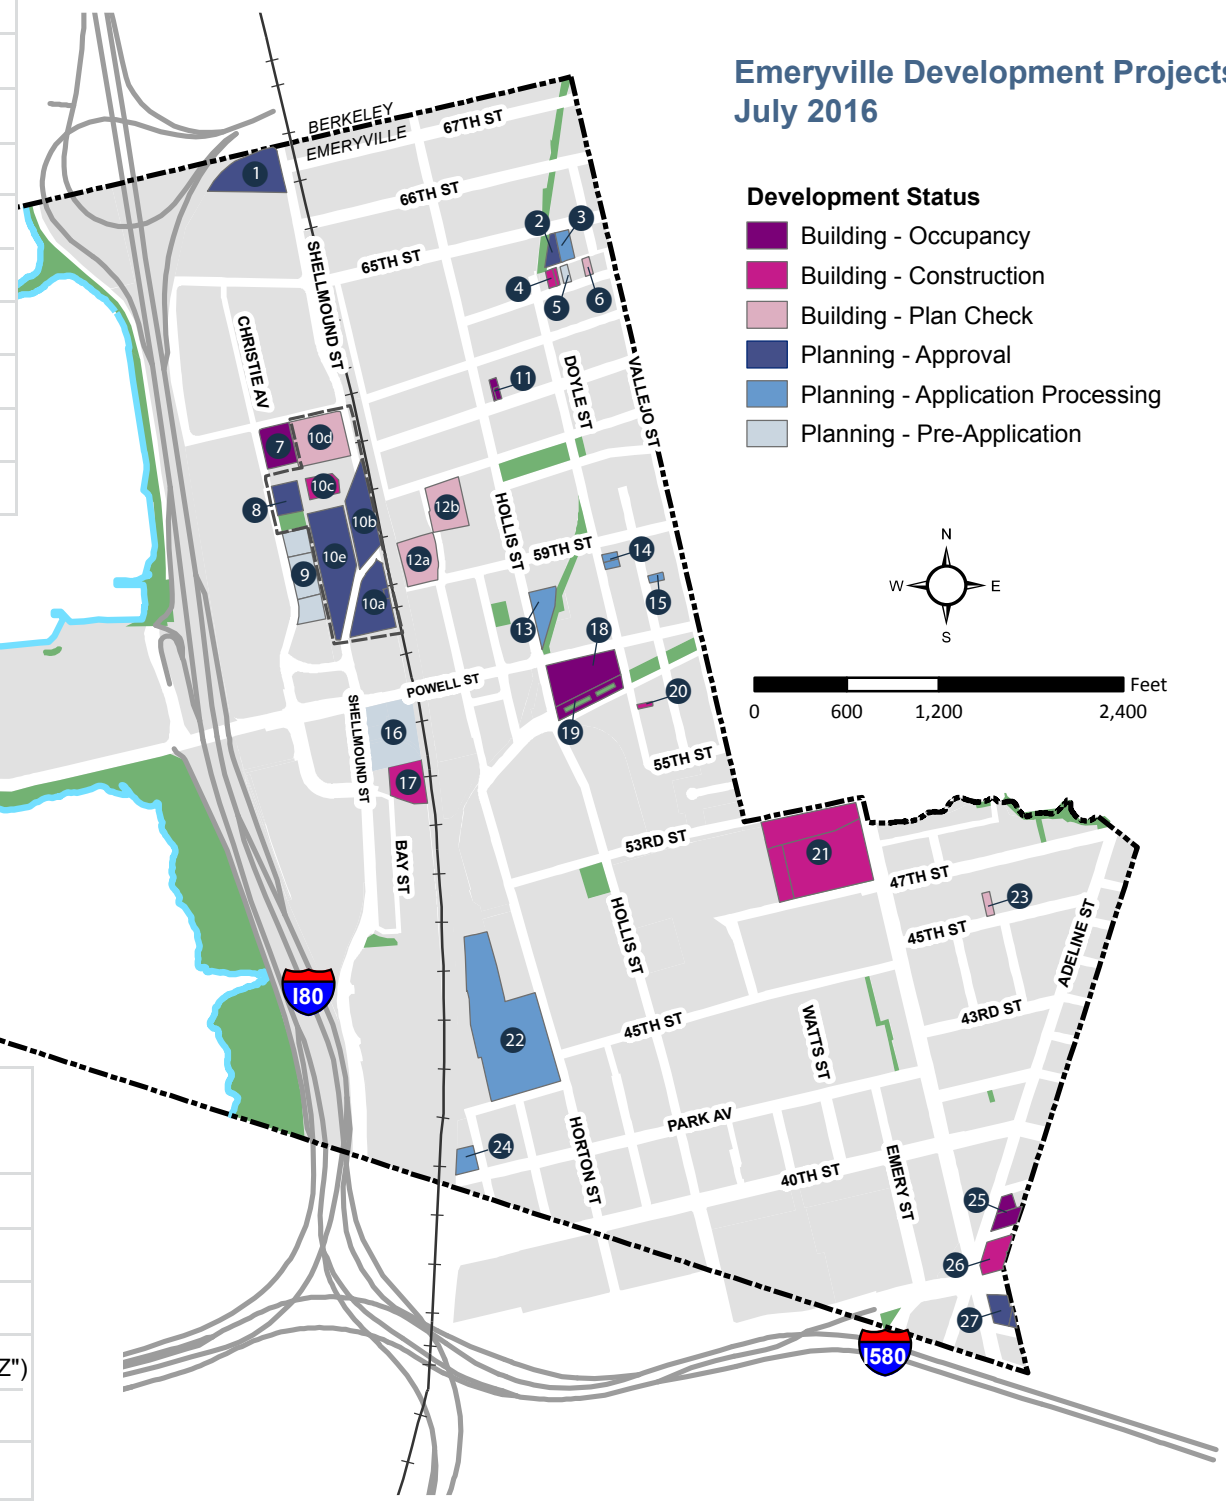 Emeryville Development Projects
July 2016
Development Status
Building - Occupancy
Building - Construction
Building - Plan Check
Planning - Approval
Planning - Application Processing
Planning - Pre-Application
N
W
E
S
Feet
0
600
1,200
2,400
BERKELEY
EMERYVILLE
67TH ST
66TH ST
65TH ST
SHELLMOUND ST
CHRISTIE AV
DOYLE ST
VALLEJO ST
HOLLIS ST
59TH ST
POWELL ST
SHELLMOUND ST
BAY ST
55TH ST
53RD ST
HOLLIS ST
47TH ST
45TH ST
ADELINE ST
43RD ST
45TH ST
WATTS ST
PARK AV
40TH ST
HORTON ST
EMERY ST
I80
I580
1
2
3
4
5
6
7
8
9
10a
10b
10c
10d
10e
11
12a
12b
13
14
15
16
17
18
19
20
21
22
23
24
25
26
27
Z")